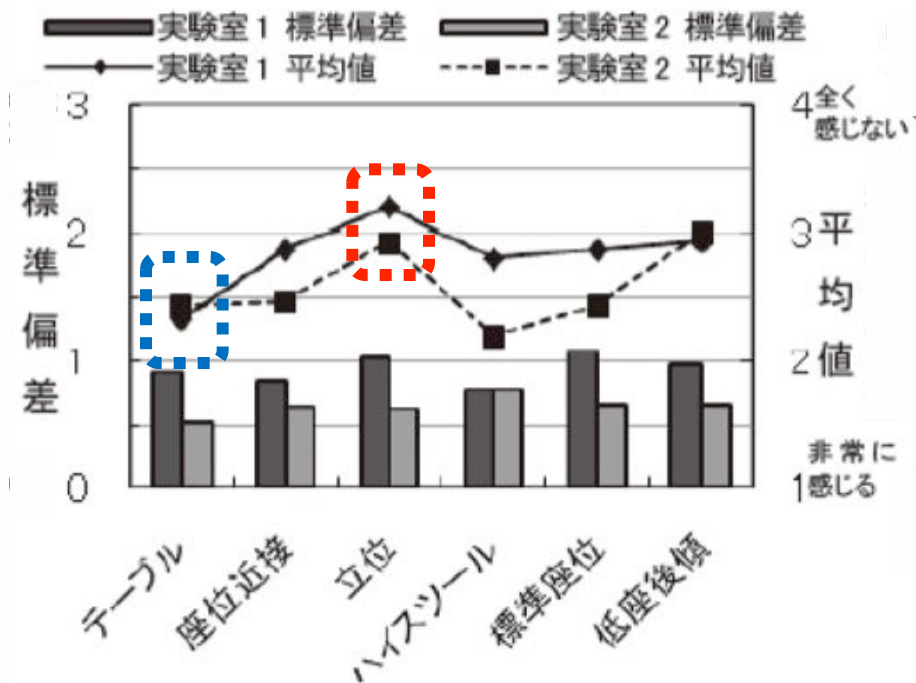 実験室1 標準偏差
実験室2 標準偏差
実験室1 平均値
実験室2 平均値
3
2
1
0
標準偏差
4 全く
感じない
3
2
1 非常に
感じる
平均値
テーブル
座位近接
立位
ハイスツール
標準座位
低座後傾